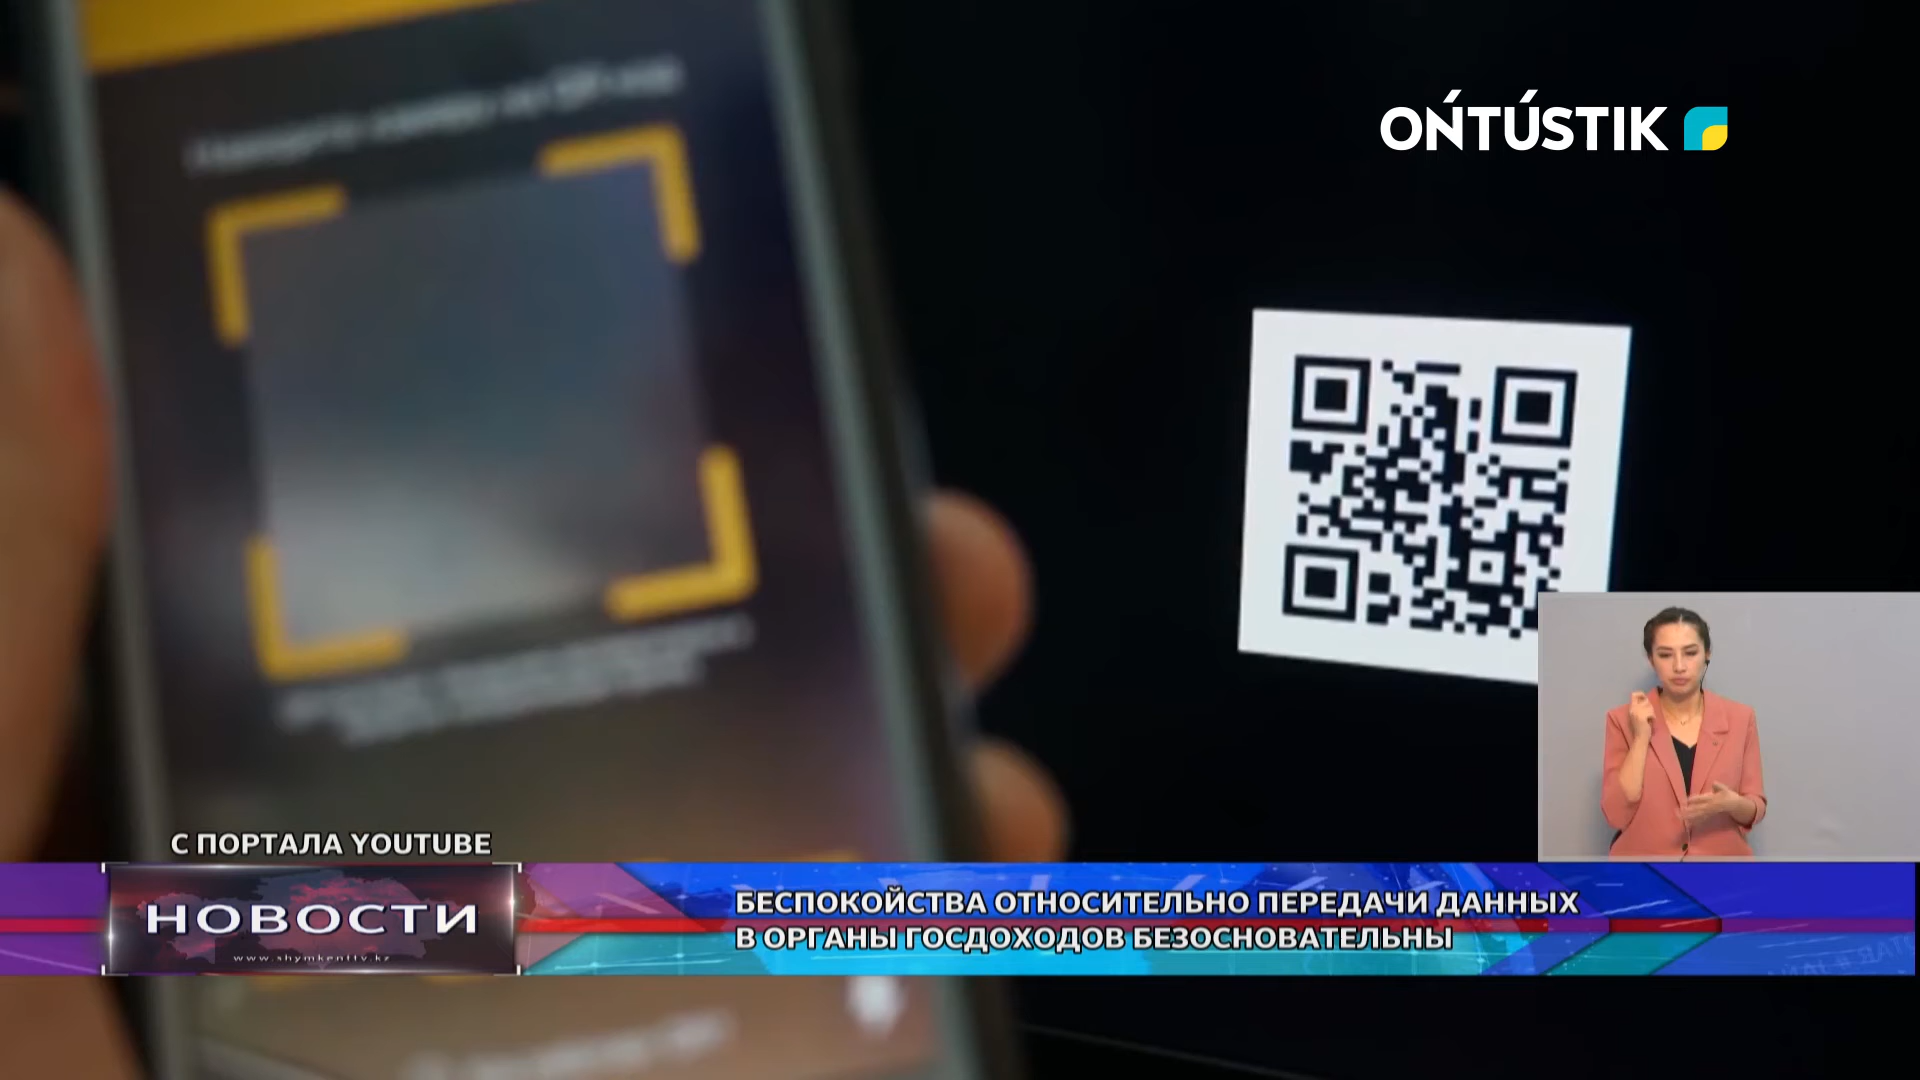 OŃTÚSTIK
С ПОРТАЛА YOUTUBE
НОВОСТИ
www.shymkenttv.kz
БЕСПОКОЙСТВА ОТНОСИТЕЛЬНО ПЕРЕДАЧИ ДАННЫХ
В ОРГАНЫ ГОСДОХОДОВ БЕЗОСНОВАТЕЛЬНЫ